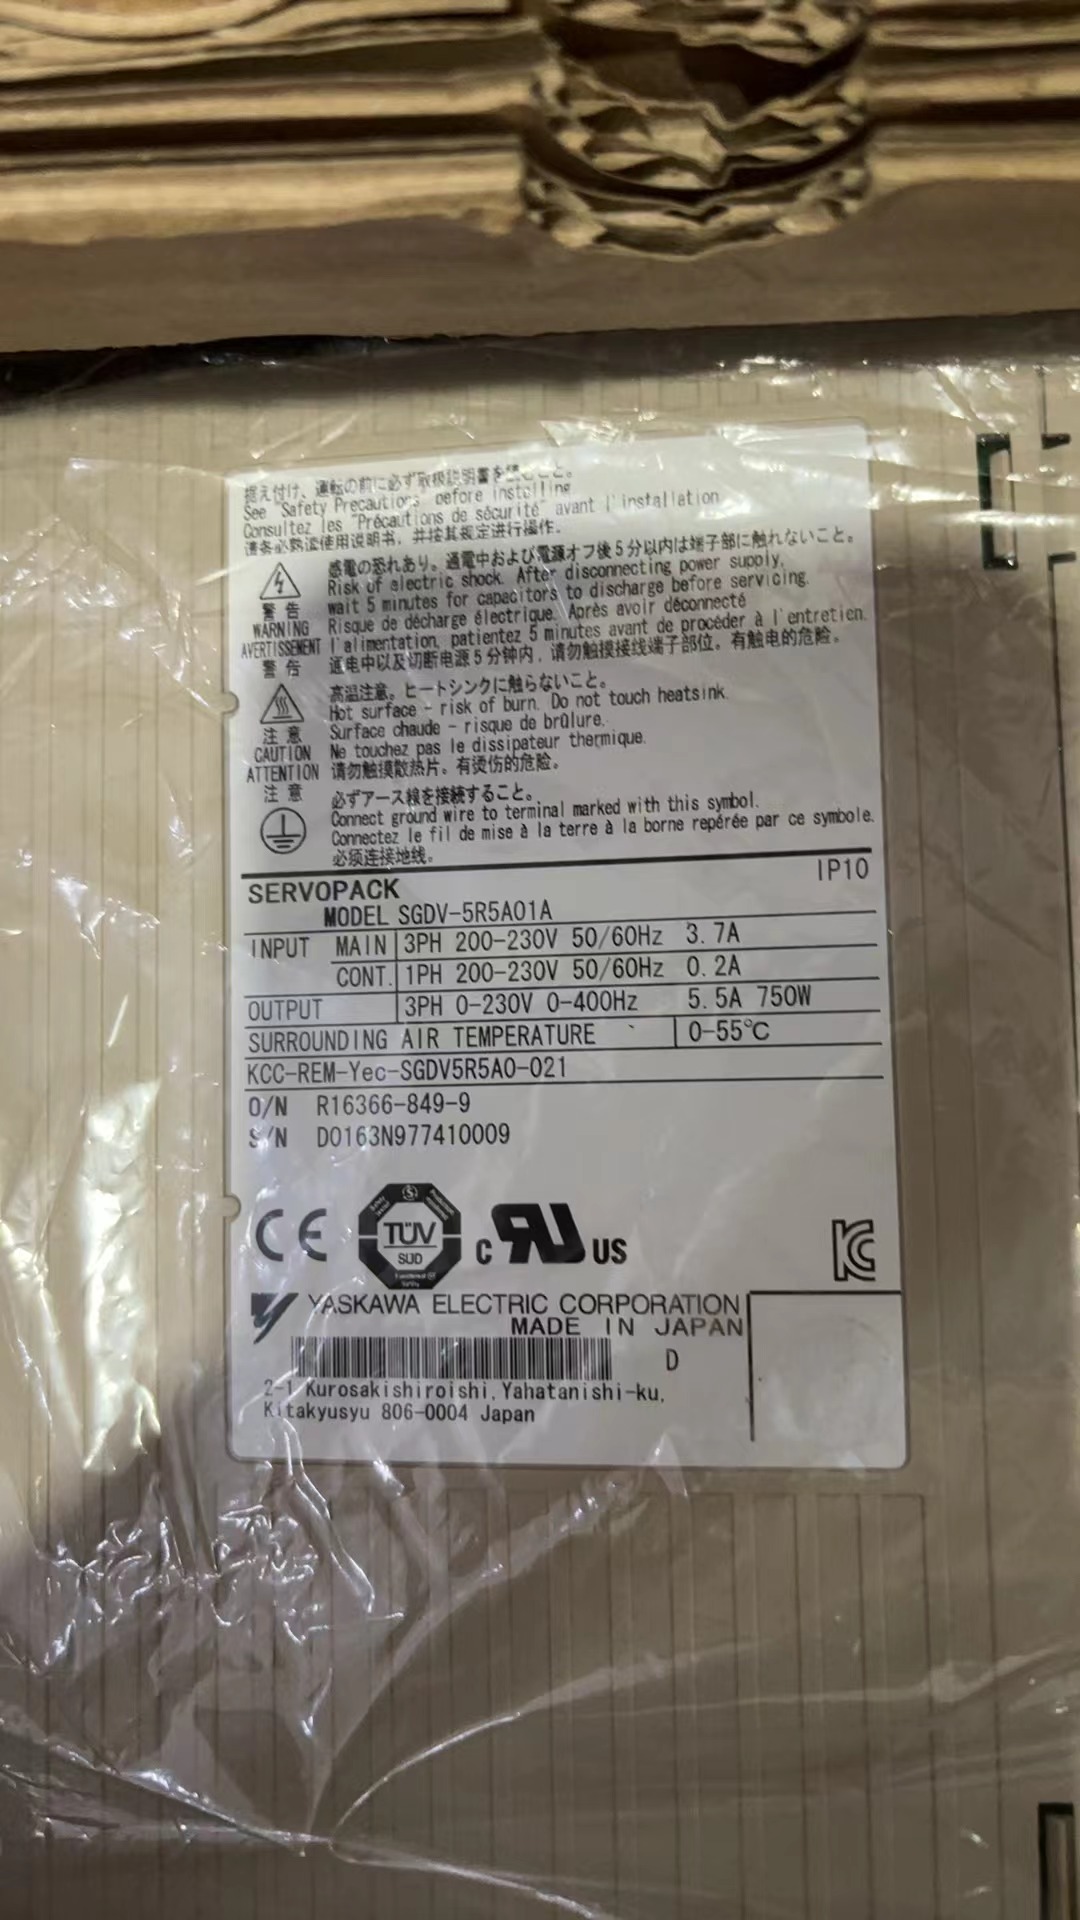 据え付け、運転の前に必ず取扱説明書を読むこと。
See "Safety Precautions" before installing.
Consultez les "Précautions de sécurité" avant l'installation
请务必熟读使用说明书，并按其规定进行操作。
感電の恐れあり。通電中および電源オフ後5分以内は端子部に触れないこと。
Risk of electric shock. After disconnecting power supply,
警告 wait 5 minutes for capacitors to discharge before servicing.
WARNING Risque de décharge électrique. Après avoir déconnecté
AVERTISSEMENT l'alimentation, patientez 5 minutes avant de procéder à l'entretien.
警告 通电中以及切断电源5分钟内，请勿触摸接线端子部位。有触电的危险。
高温注意。ヒートシンクに触らないこと。
Hot surface - risk of burn. Do not touch heatsink.
注意 Surface chaude - risque de brûlure.
CAUTION Ne touchez pas le dissipateur thermique.
ATTENTION 请勿触摸散热片。有烫伤的危险。
注意
必ずアース線を接続すること。
Connect ground wire to terminal marked with this symbol.
Connectez le fil de mise à la terre à la borne repérée par ce symbole.
必须连接地线。
SERVOPACK IP10
MODEL SGDV-5R5A01A
INPUT MAIN 3PH 200-230V 50/60Hz 3.7A
CONT. 1PH 200-230V 50/60Hz 0.2A
OUTPUT 3PH 0-230V 0-400Hz 5.5A 750W
SURROUNDING AIR TEMPERATURE 0-55℃
KCC-REM-Yec-SGDV5R5A0-021
O/N R16366-849-9
S/N D0163N977410009
CE TÜV SÜD c RU US KC
YASKAWA ELECTRIC CORPORATION
MADE IN JAPAN
D
2-1 Kurosakishiroishi, Yahatanishi-ku,
Kitakyusyu 806-0004 Japan